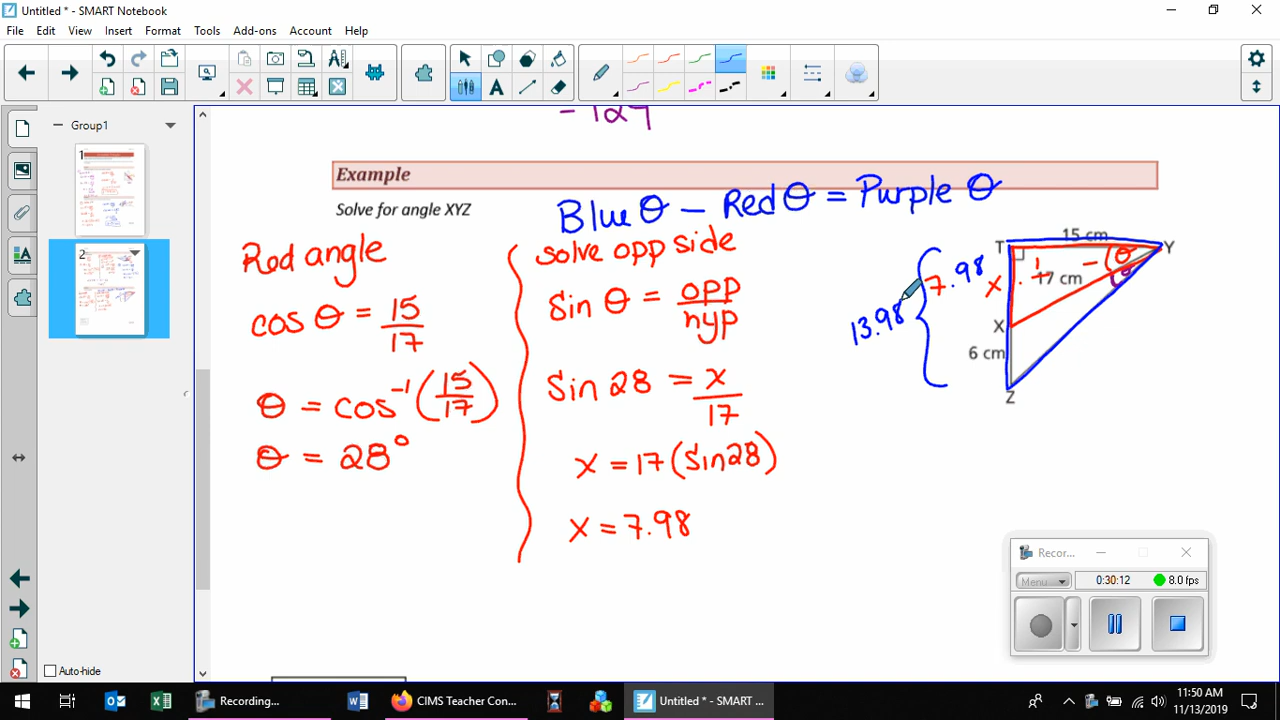 Untitled * - SMART Notebook
File Edit View Insert Format Tools Add-ons Account Help
Group1
1
2
Example
Solve for angle XYZ
Blue θ – Red θ = Purple θ
Red angle
cos θ = 15/17
θ = cos⁻¹(15/17)
θ = 28°
solve opp side
Sin θ = opp/hyp
Sin 28 = x/17
x = 17(Sin28)
x = 7.98
T 15 cm Y
θ
17 cm
7.98 x
13.98
X
6 cm
Z
Auto-hide
Recor...
Menu 0:30:12 8.0 fps
Recording...
CIMS Teacher Con...
Untitled * - SMART ...
11:50 AM
11/13/2019